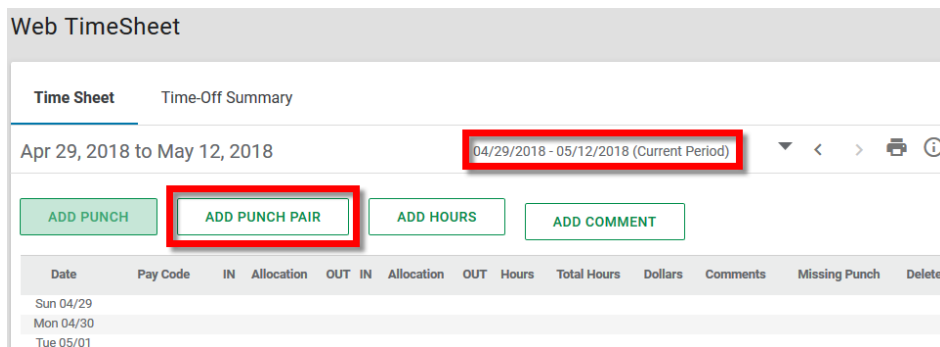 Web TimeSheet
Time Sheet Time-Off Summary
Apr 29, 2018 to May 12, 2018 04/29/2018 - 05/12/2018 (Current Period)
ADD PUNCH ADD PUNCH PAIR ADD HOURS ADD COMMENT
Date Pay Code IN Allocation OUT IN Allocation OUT Hours Total Hours Dollars Comments Missing Punch Delete
Sun 04/29
Mon 04/30
Tue 05/01